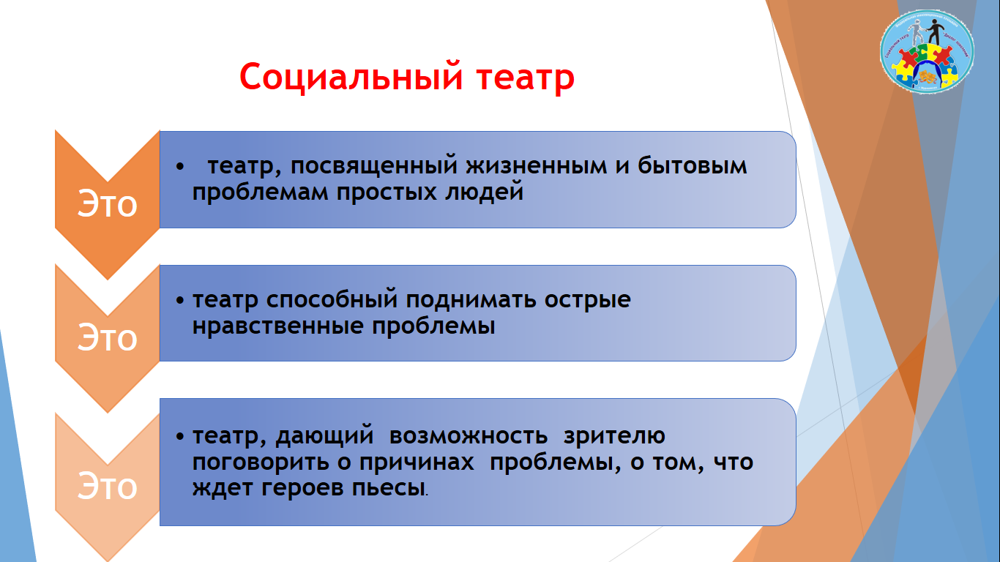 Социальный театр
Это
• театр, посвященный жизненным и бытовым
проблемам простых людей
Это
• театр способный поднимать острые
нравственные проблемы
Это
• театр, дающий возможность зрителю
поговорить о причинах проблемы, о том, что
ждет героев пьесы.